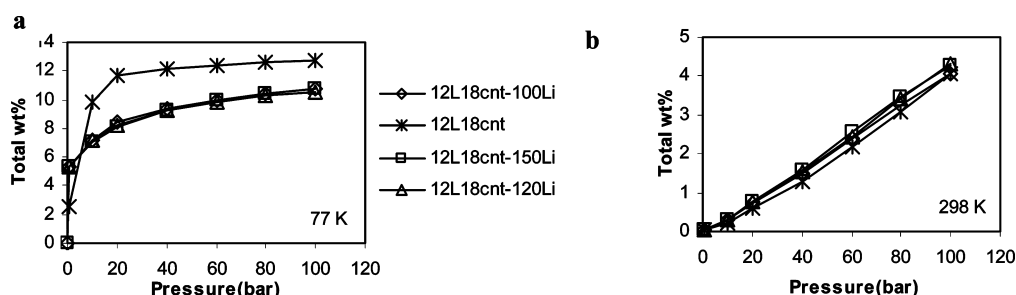 a
14
12
10
8
6
4
2
0
Total wt%
77 K
0 20 40 60 80 100 120
Pressure(bar)
12L18cnt-100Li
12L18cnt
12L18cnt-150Li
12L18cnt-120Li
b
5
4
3
2
1
0
Total wt%
298 K
0 20 40 60 80 100 120
Pressure(bar)